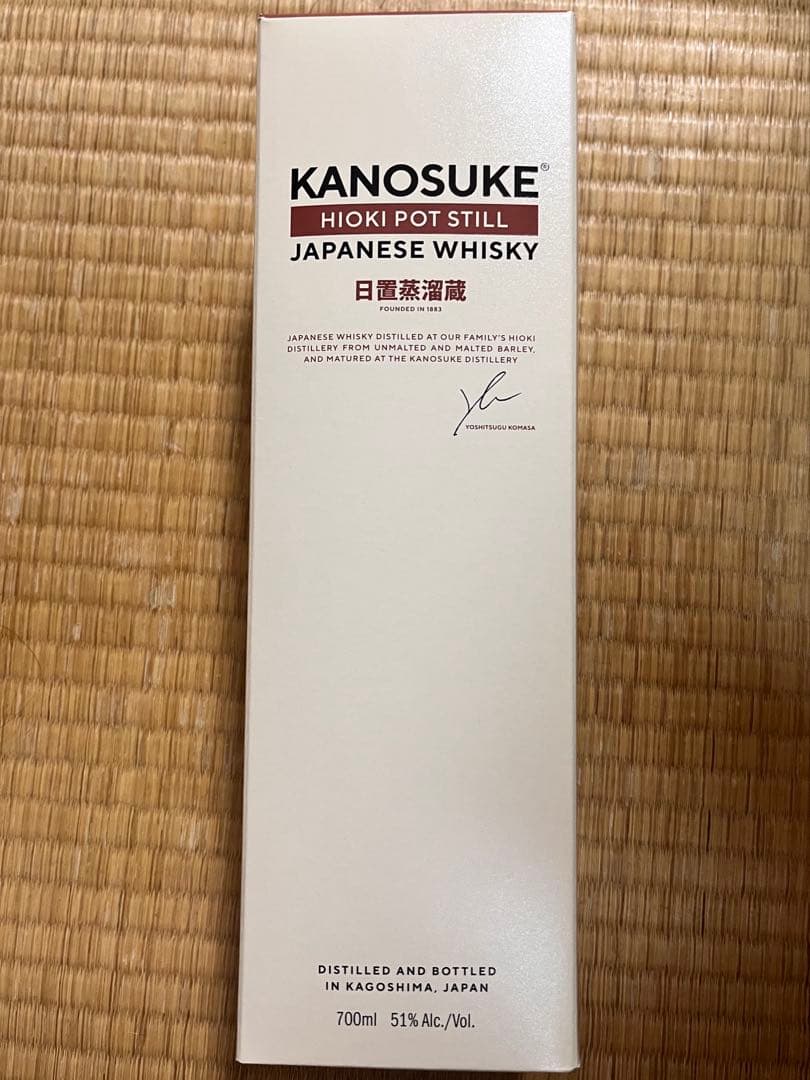 KANOSUKE®
HIOKI POT STILL
JAPANESE WHISKY
日置蒸溜蔵
FOUNDED IN 1883
JAPANESE WHISKY DISTILLED AT OUR FAMILY'S HIOKI
DISTILLERY FROM UNMALTED AND MALTED BARLEY,
AND MATURED AT THE KANOSUKE DISTILLERY
YOSHITSUGU KOMASA
DISTILLED AND BOTTLED
IN KAGOSHIMA, JAPAN
700ml 51% Alc./Vol.